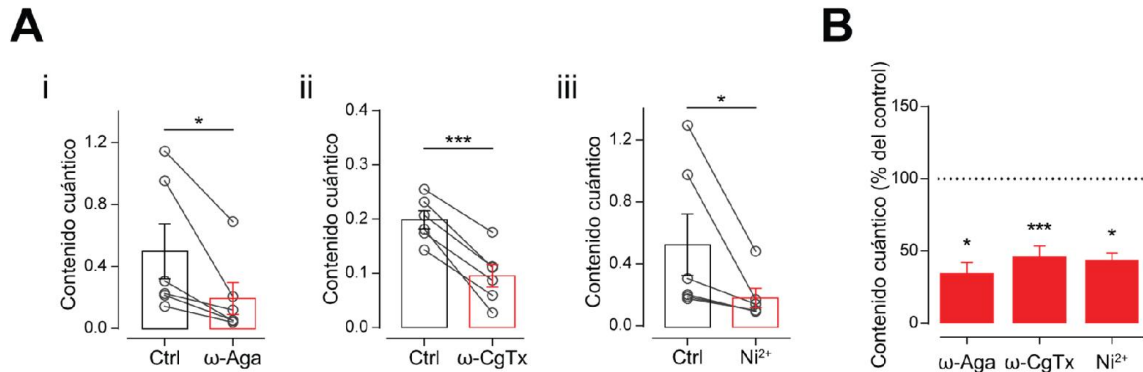 A
B
i
ii
iii
Contenido cuántico
1.2
0.8
0.4
0.0
*
Ctrl
ω-Aga
Contenido cuántico
0.4
0.3
0.2
0.1
0.0
***
Ctrl
ω-CgTx
Contenido cuántico
1.2
0.8
0.4
0.0
*
Ctrl
Ni²⁺
Contenido cuántico (% del control)
150
100
50
0
*
***
*
ω-Aga
ω-CgTx
Ni²⁺